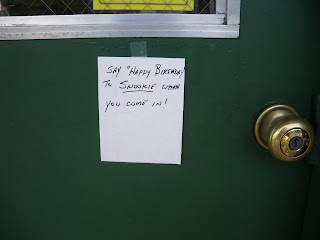 SAY "HAPPY BIRTHDAY
TO SNOOKIE WHEN
YOU COME IN!